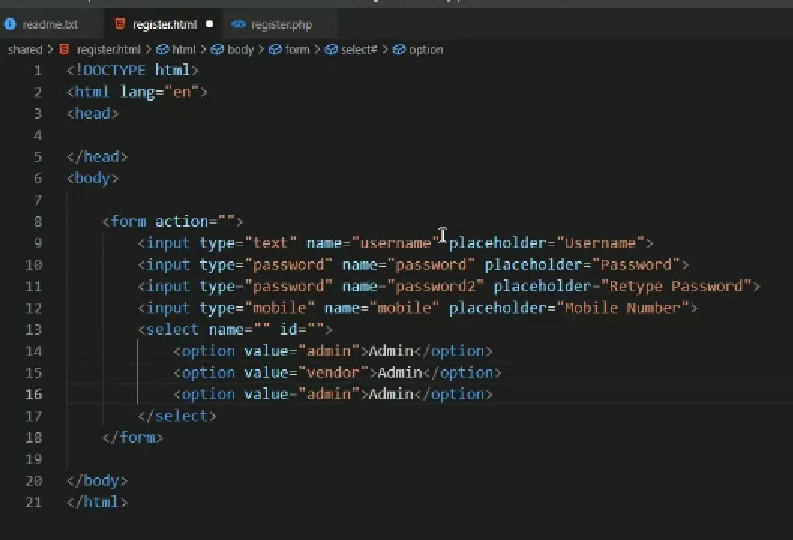 readme.txt register.html register.php
shared > register.html > html > body > form > select# > option
1 <!DOCTYPE html>
2 <html lang="en">
3 <head>
4
5 </head>
6 <body>
7
8 <form action="">
9 <input type="text" name="username" placeholder="Username">
10 <input type="password" name="password" placeholder="Password">
11 <input type="password" name="password2" placeholder="Retype Password">
12 <input type="mobile" name="mobile" placeholder="Mobile Number">
13 <select name="" id="">
14 <option value="admin">Admin</option>
15 <option value="vendor">Admin</option>
16 <option value="admin">Admin</option>
17 </select>
18 </form>
19
20 </body>
21 </html>